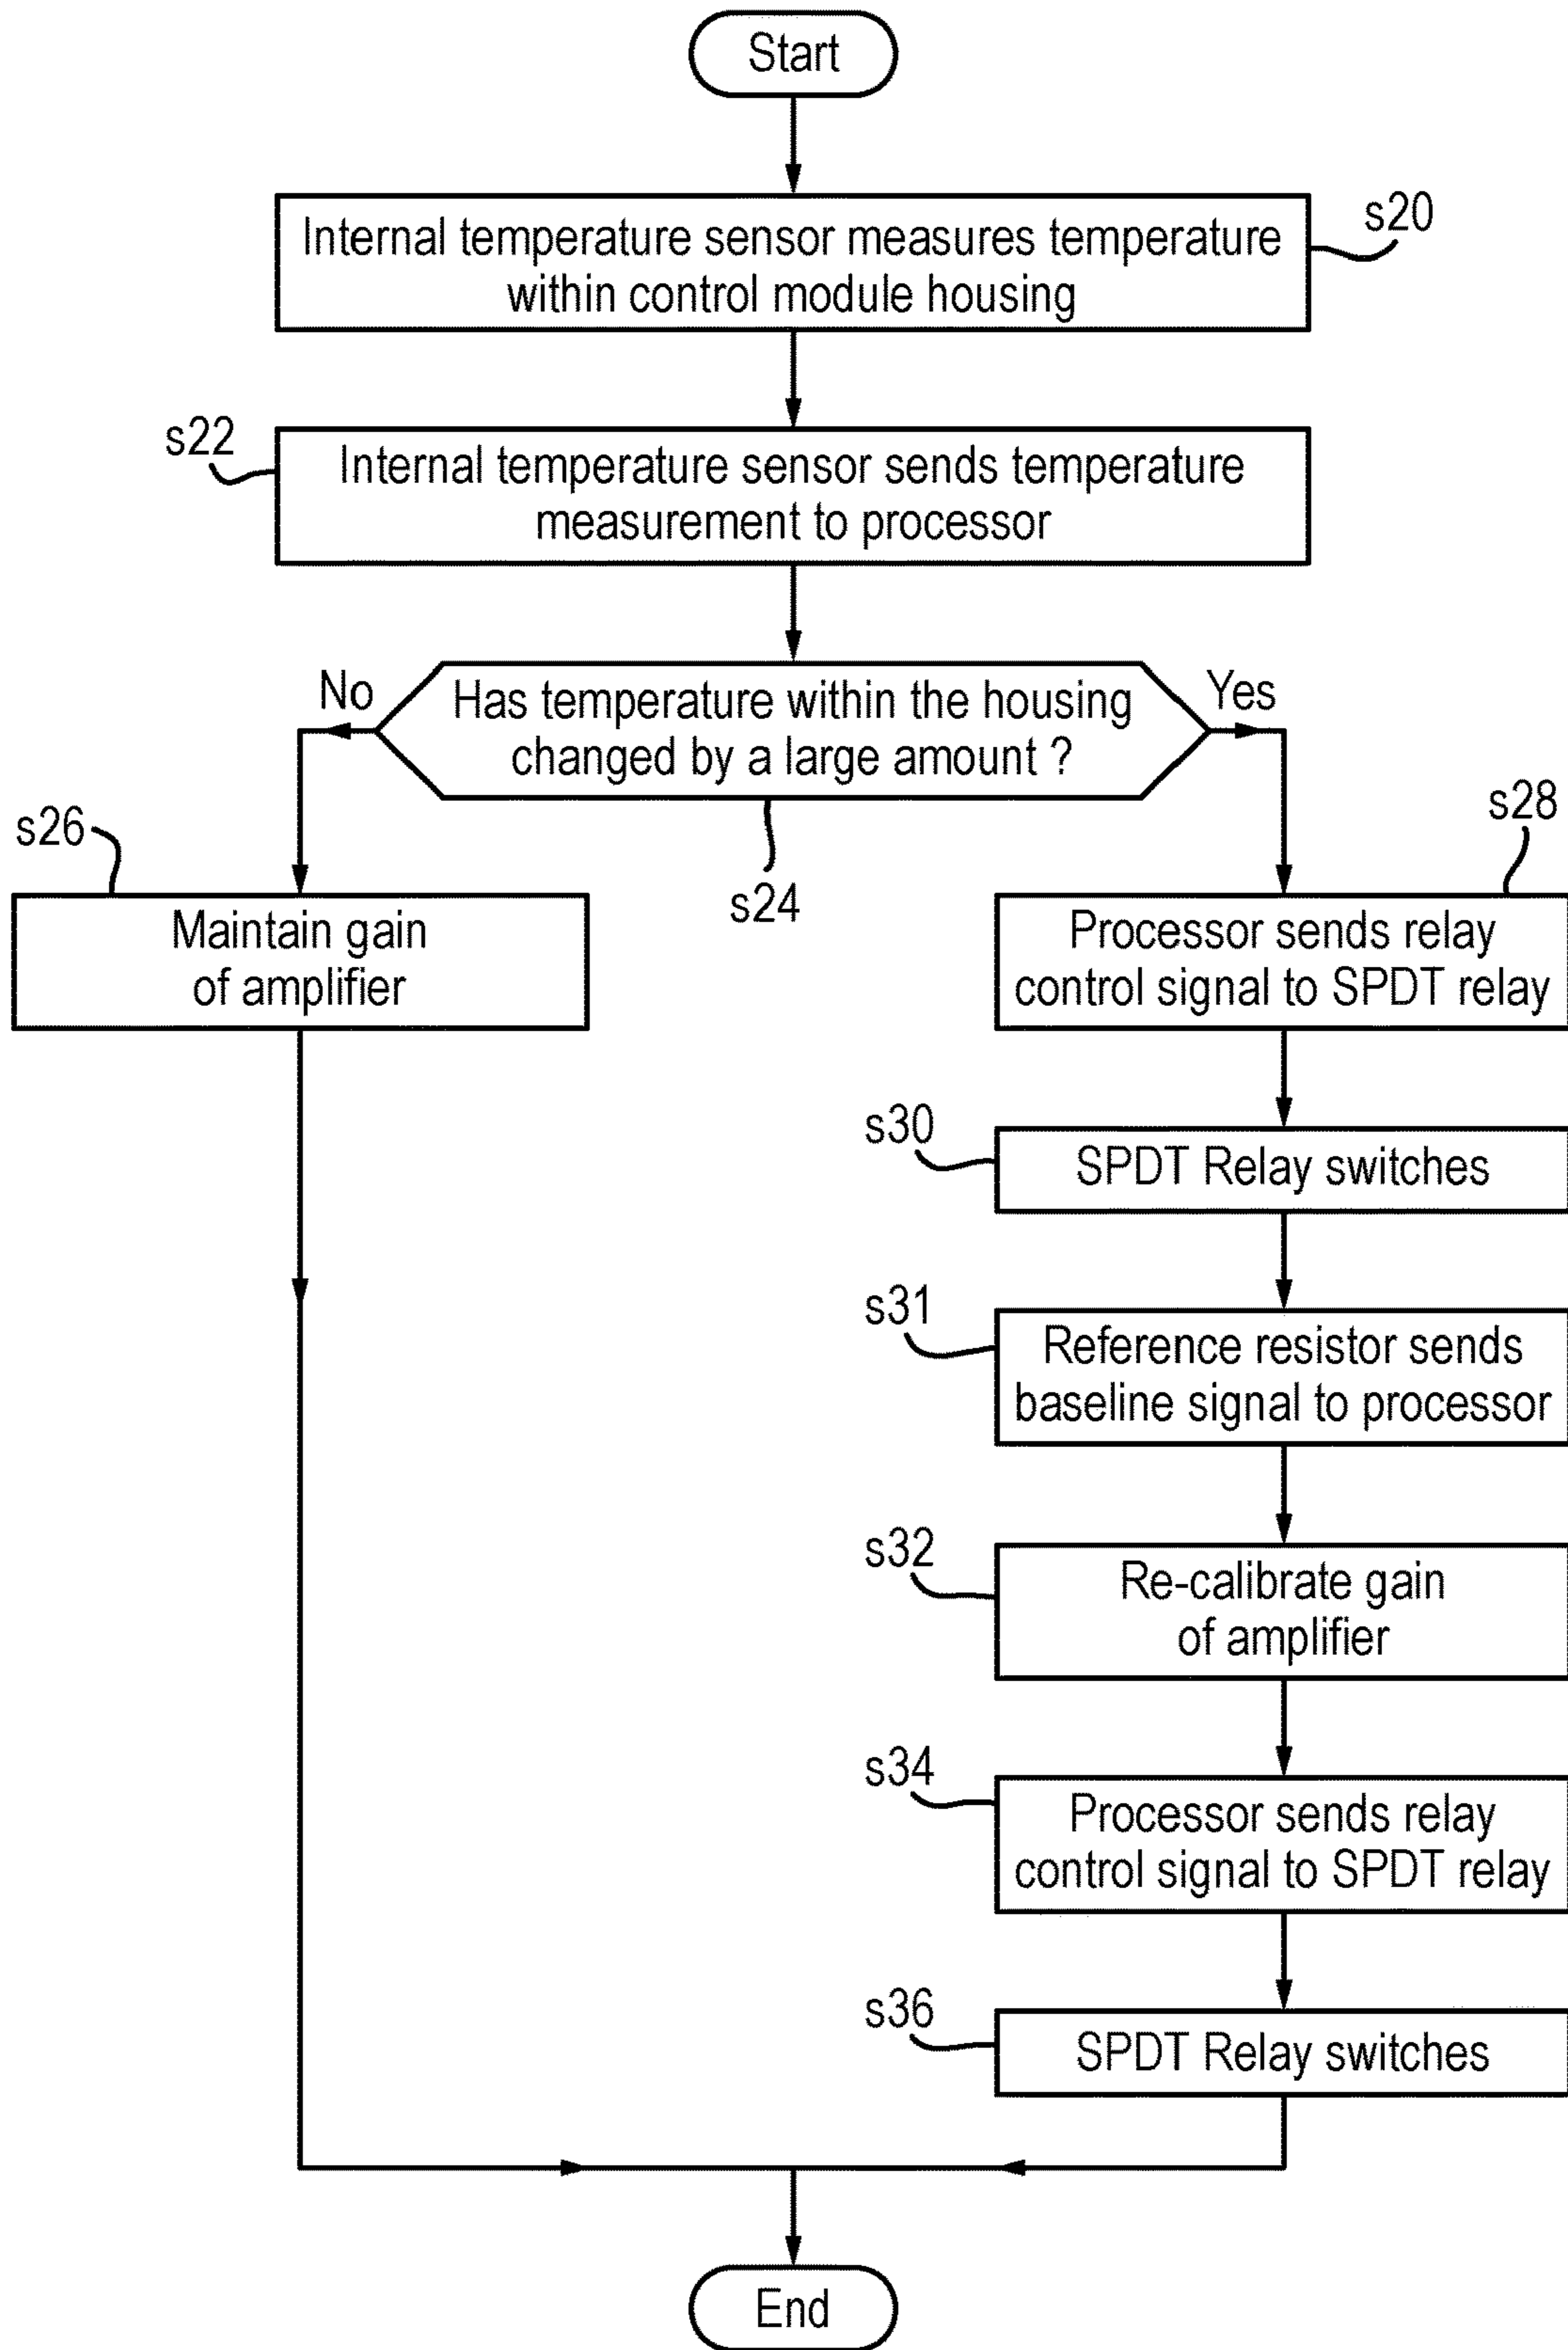 Start
Internal temperature sensor measures temperature
within control module housing
s20
s22
Internal temperature sensor sends temperature
measurement to processor
No
Has temperature within the housing
changed by a large amount ?
Yes
s24
s26
Maintain gain
of amplifier
s28
Processor sends relay
control signal to SPDT relay
s30
SPDT Relay switches
s31
Reference resistor sends
baseline signal to processor
s32
Re-calibrate gain
of amplifier
s34
Processor sends relay
control signal to SPDT relay
s36
SPDT Relay switches
End